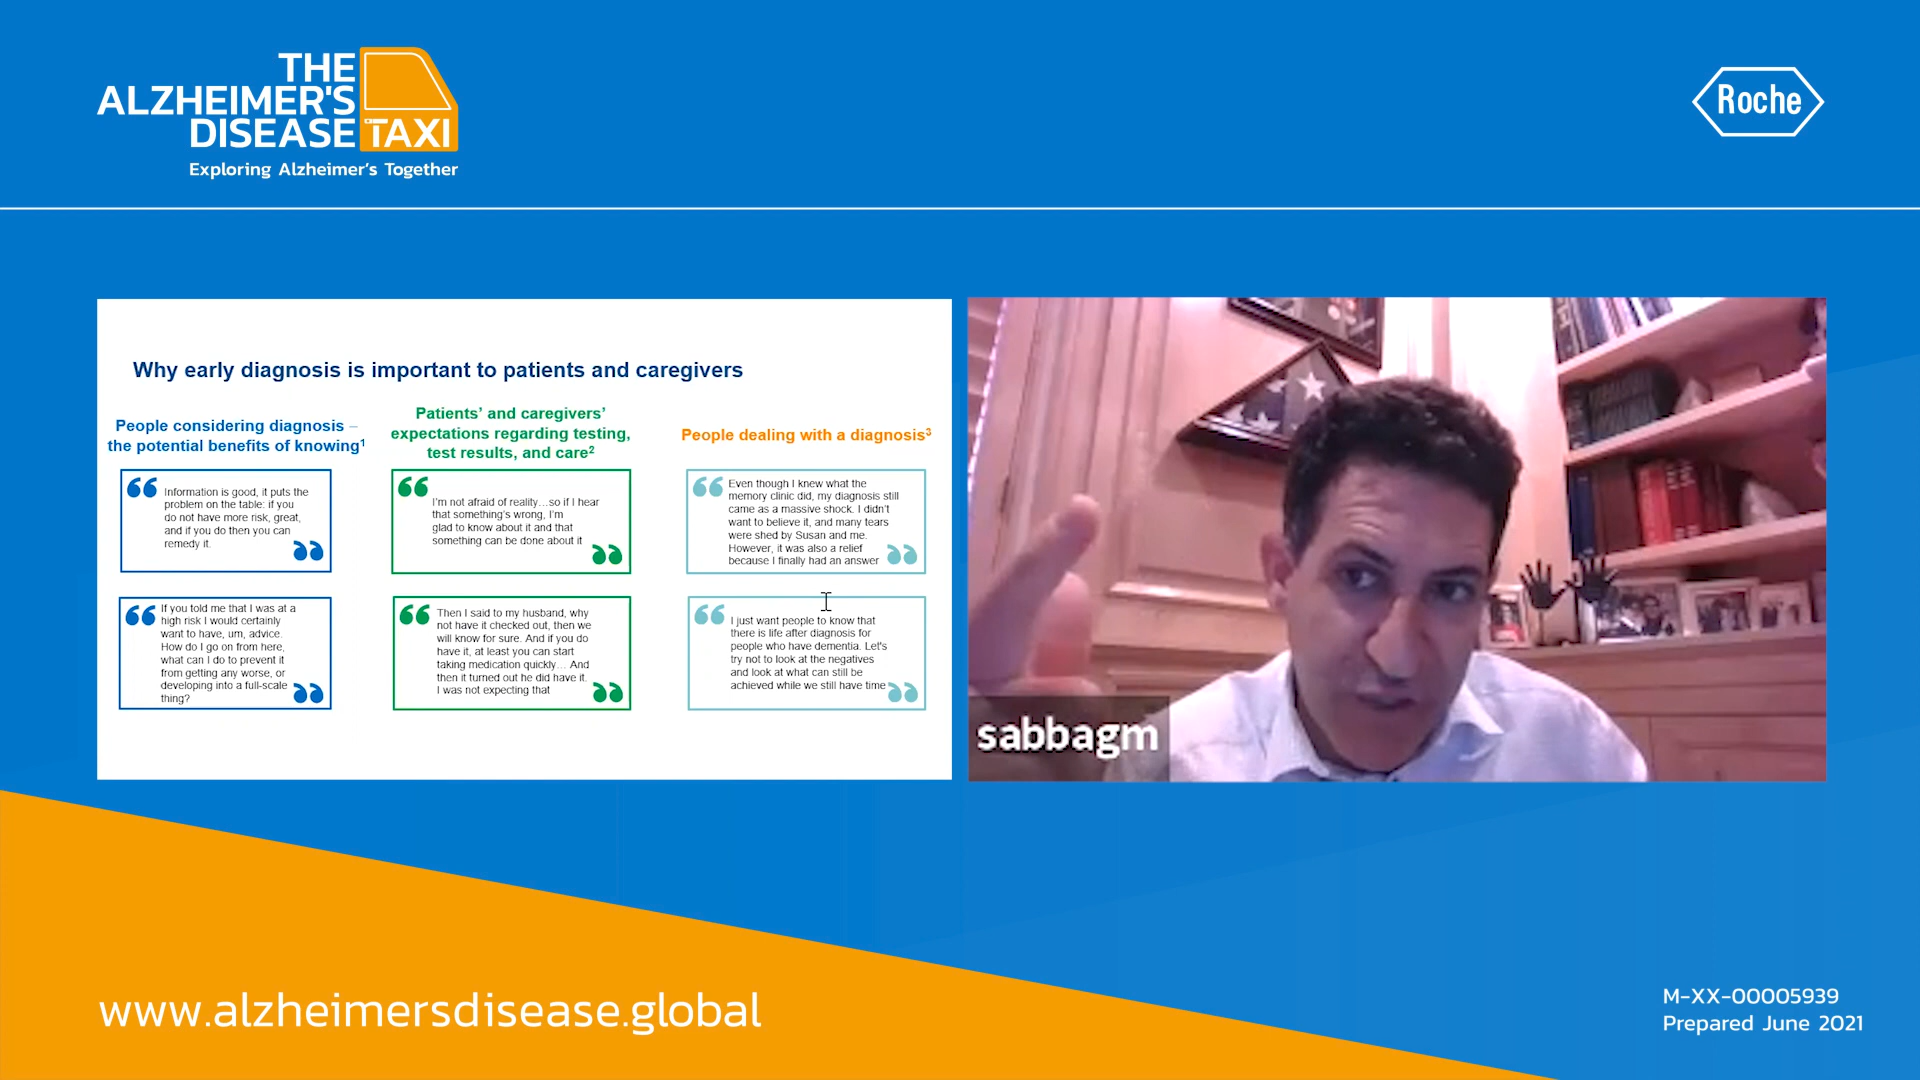 THE
ALZHEIMER'S
DISEASE TAXI
Exploring Alzheimer's Together
Roche
Why early diagnosis is important to patients and caregivers
People considering diagnosis –
the potential benefits of knowing¹
Information is good, it puts the
problem on the table: if you
do not have more risk, great,
and if you do then you can
remedy it.
If you told me that I was at a
high risk I would certainly
want to have, um, advice.
How do I go on from here,
what can I do to prevent it
from getting any worse, or
developing into a full-scale
thing?
Patients' and caregivers'
expectations regarding testing,
test results, and care²
I'm not afraid of reality…so if I hear
that something's wrong, I'm
glad to know about it and that
something can be done about it
Then I said to my husband, why
not have it checked out, then we
will know for sure. And if you do
have it, at least you can start
taking medication quickly… And
then it turned out he did have it.
I was not expecting that
People dealing with a diagnosis³
Even though I knew what the
memory clinic did, my diagnosis still
came as a massive shock. I didn't
want to believe it, and many tears
were shed by Susan and me.
However, it was also a relief
because I finally had an answer
I just want people to know that
there is life after diagnosis for
people who have dementia. Let's
try not to look at the negatives
and look at what can still be
achieved while we still have time
sabbagm
www.alzheimersdisease.global
M-XX-00005939
Prepared June 2021